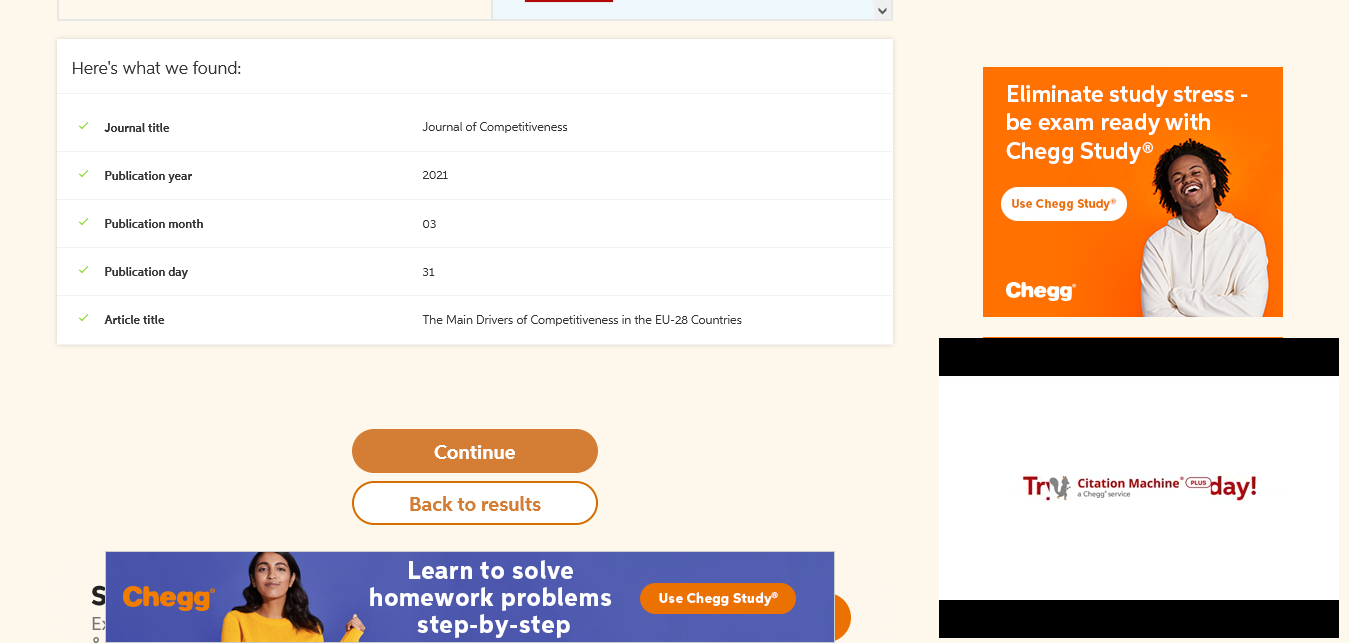 Here's what we found:
Journal title
Journal of Competitiveness
Publication year
2021
Publication month
03
Publication day
31
Article title
The Main Drivers of Competitiveness in the EU-28 Countries
Continue
Back to results
Chegg®
Learn to solve
homework problems
step-by-step
Use Chegg Study®
S
Ex
&
Eliminate study stress -
be exam ready with
Chegg Study®
Use Chegg Study®
Chegg®
Try Citation Machine® PLUS day!
a Chegg® service